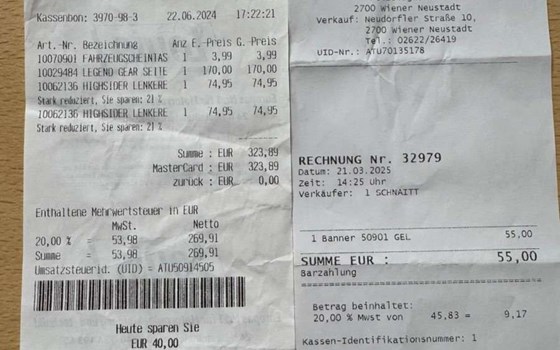 Kassenbon: 3970-98-3 22.06.2024 17:22:21
Art.-Nr. Bezeichnung Anz E.-Preis G.-Preis
10070901 FAHRZEUGSCHEINTAS 1 3,99 3,99
10029484 LEGEND GEAR SEITE 1 170,00 170,00
10062136 HIGHSIDER LENKERE 1 74,95 74,95
Stark reduziert, Sie sparen: 21 %
10062136 HIGHSIDER LENKERE 1 74,95 74,95
Stark reduziert, Sie sparen: 21 %
Summe : EUR 323,89
MasterCard : EUR 323,89
zurück : EUR 0,00
Enthaltene Mehrwertsteuer in EUR
MwSt. Netto
20,00 % = 53,98 269,91
Summe = 53,98 269,91
Umsatzsteuerid. (UID) = ATU50914505
Heute sparen Sie
EUR 40,00
2700 Wiener Neustadt
Verkauf: Neudörfler Straße 10,
2700 Wiener Neustadt
Tel.: 02622/26419
UID-Nr.: ATU70135178
RECHNUNG Nr. 32979
Datum: 21.03.2025
Zeit: 14:25 Uhr
Verkäufer: 1 SCHNAITT
1 Banner 50901 GEL 55,00
SUMME EUR : 55,00
Barzahlung
Betrag beinhaltet:
20,00 % Mwst von 45,83 = 9,17
Kassen-Identifikationsnummer: 1